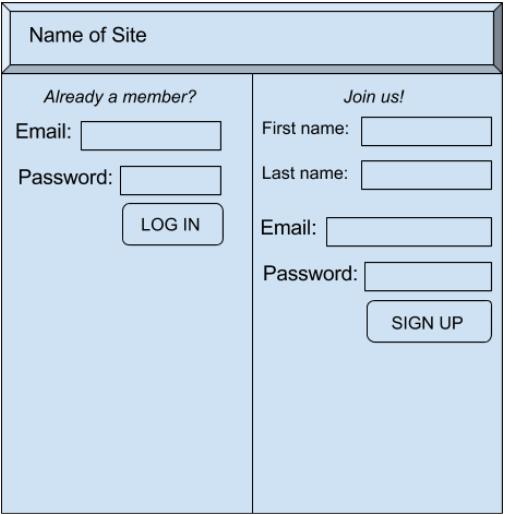 Name of Site
Already a member?
Email:
Password:
LOG IN
Join us!
First name:
Last name:
Email:
Password:
SIGN UP